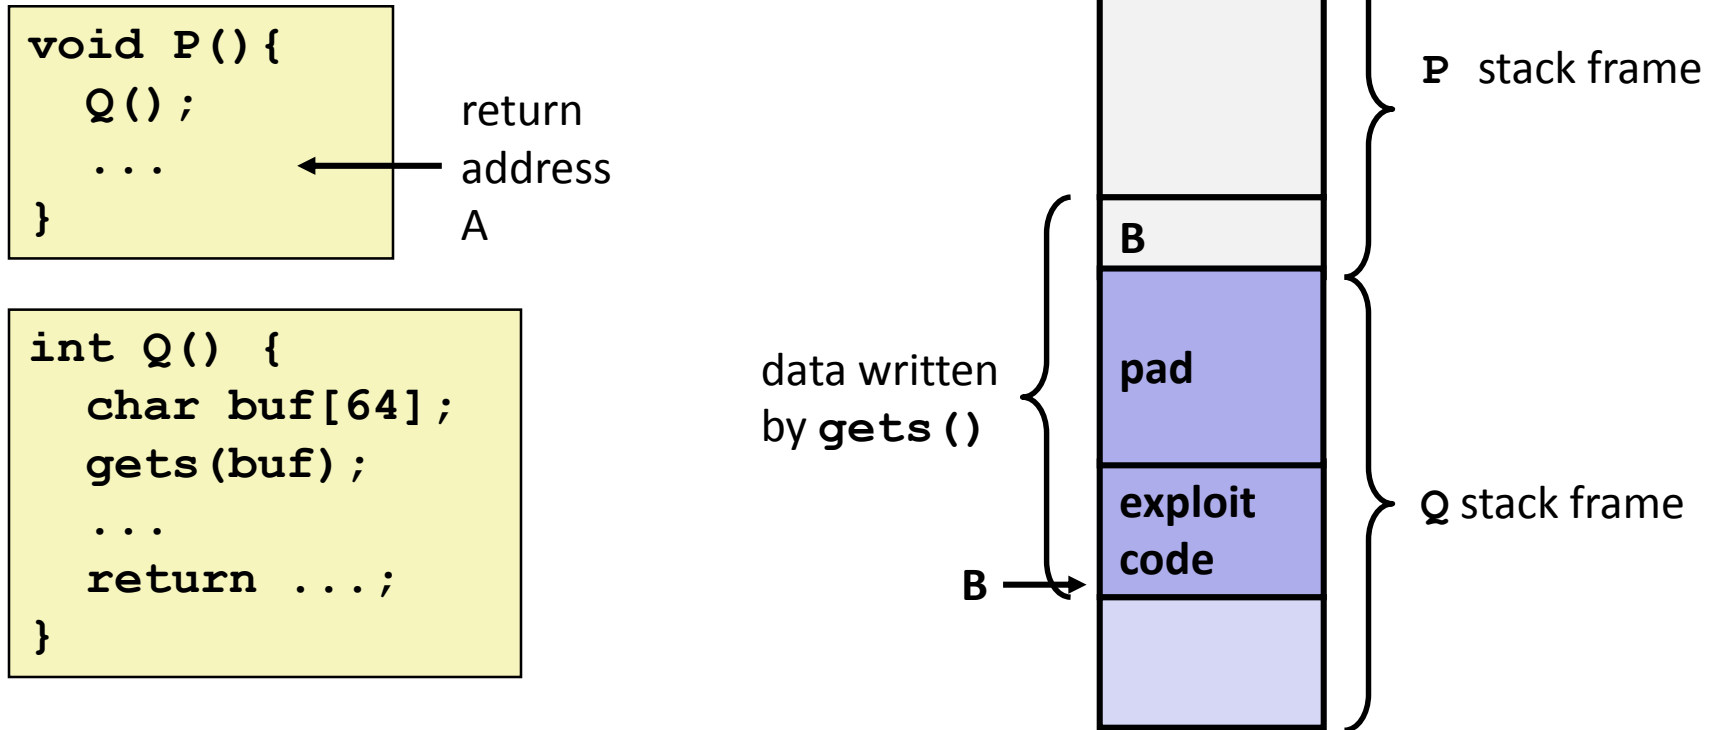 void P(){
  Q();
  ...
}
return
address
A
int Q() {
  char buf[64];
  gets(buf);
  ...
  return ...;
}
data written
by gets()
B
B
pad
exploit
code
P stack frame
Q stack frame